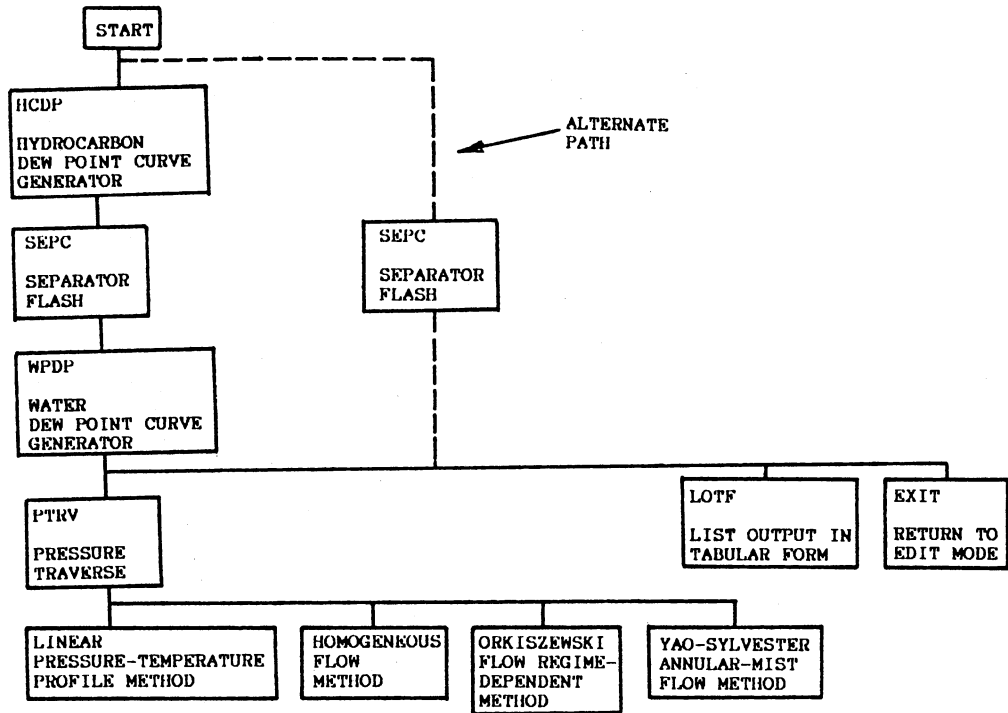 START
HCDP
HYDROCARBON
DEW POINT CURVE
GENERATOR
ALTERNATE
PATH
SEPC
SEPARATOR
FLASH
SEPC
SEPARATOR
FLASH
WPDP
WATER
DEW POINT CURVE
GENERATOR
PTRV
PRESSURE
TRAVERSE
LOTF
LIST OUTPUT IN
TABULAR FORM
EXIT
RETURN TO
EDIT MODE
LINEAR
PRESSURE-TEMPERATURE
PROFILE METHOD
HOMOGENEOUS
FLOW
METHOD
ORKISZEWSKI
FLOW REGIME-
DEPENDENT
METHOD
YAO-SYLVESTER
ANNULAR-MIST
FLOW METHOD